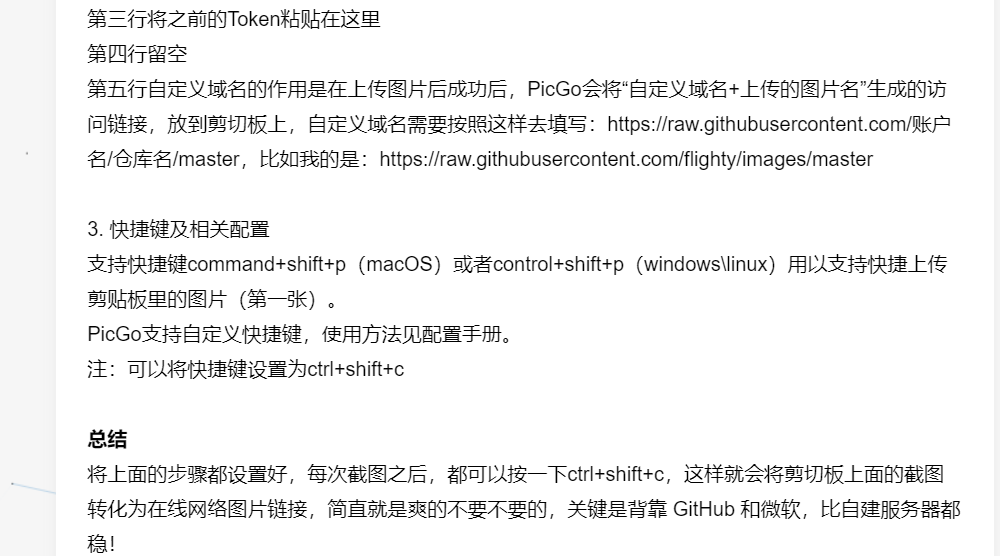 第三行将之前的Token粘贴在这里
第四行留空
第五行自定义域名的作用是在上传图片后成功后，PicGo会将“自定义域名+上传的图片名”生成的访
问链接，放到剪切板上，自定义域名需要按照这样去填写：https://raw.githubusercontent.com/账户
名/仓库名/master，比如我的是：https://raw.githubusercontent.com/flighty/images/master
3. 快捷键及相关配置
支持快捷键command+shift+p（macOS）或者control+shift+p（windows\linux）用以支持快捷上传
剪贴板里的图片（第一张）。
PicGo支持自定义快捷键，使用方法见配置手册。
注：可以将快捷键设置为ctrl+shift+c
总结
将上面的步骤都设置好，每次截图之后，都可以按一下ctrl+shift+c，这样就会将剪切板上面的截图
转化为在线网络图片链接，简直就是爽的不要不要的，关键是背靠 GitHub 和微软，比自建服务器都
稳！